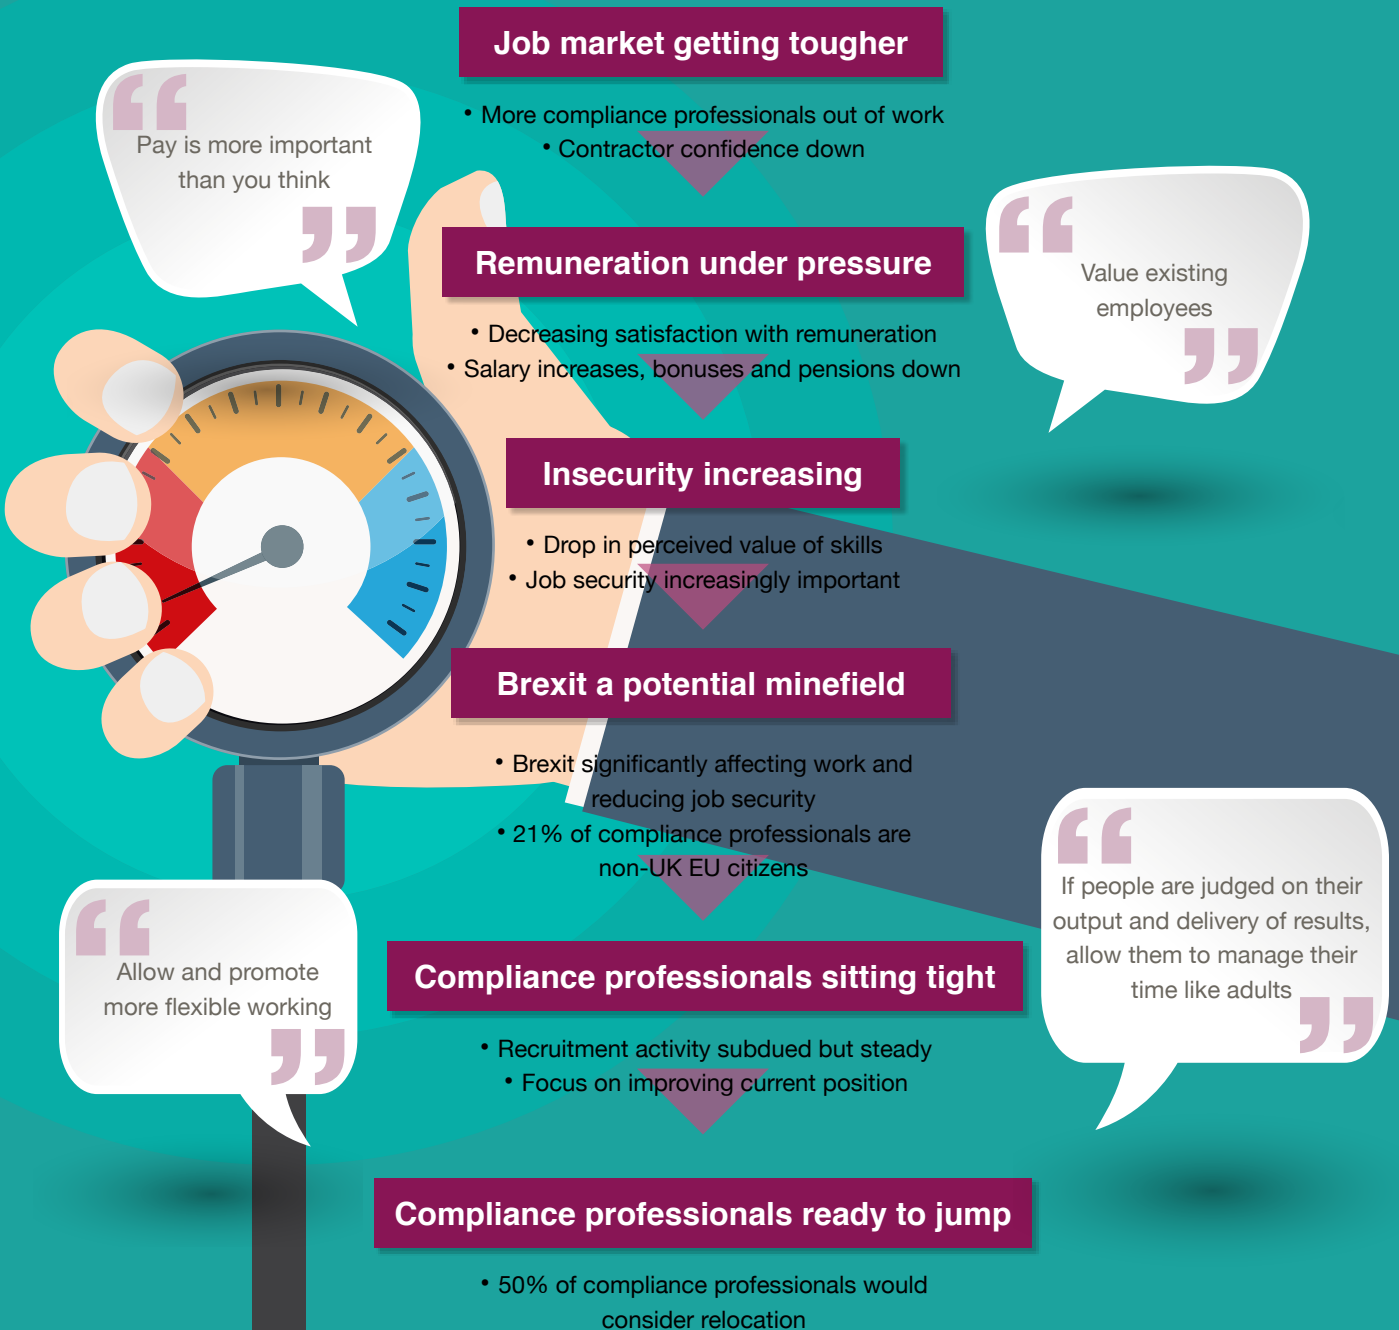 Job market getting tougher
• More compliance professionals out of work
• Contractor confidence down
“
Pay is more important
than you think
”
Remuneration under pressure
• Decreasing satisfaction with remuneration
• Salary increases, bonuses and pensions down
“
Value existing
employees
”
Insecurity increasing
• Drop in perceived value of skills
• Job security increasingly important
Brexit a potential minefield
• Brexit significantly affecting work and
reducing job security
• 21% of compliance professionals are
non-UK EU citizens
“
If people are judged on their
output and delivery of results,
allow them to manage their
time like adults
”
“
Allow and promote
more flexible working
”
Compliance professionals sitting tight
• Recruitment activity subdued but steady
• Focus on improving current position
Compliance professionals ready to jump
• 50% of compliance professionals would
consider relocation